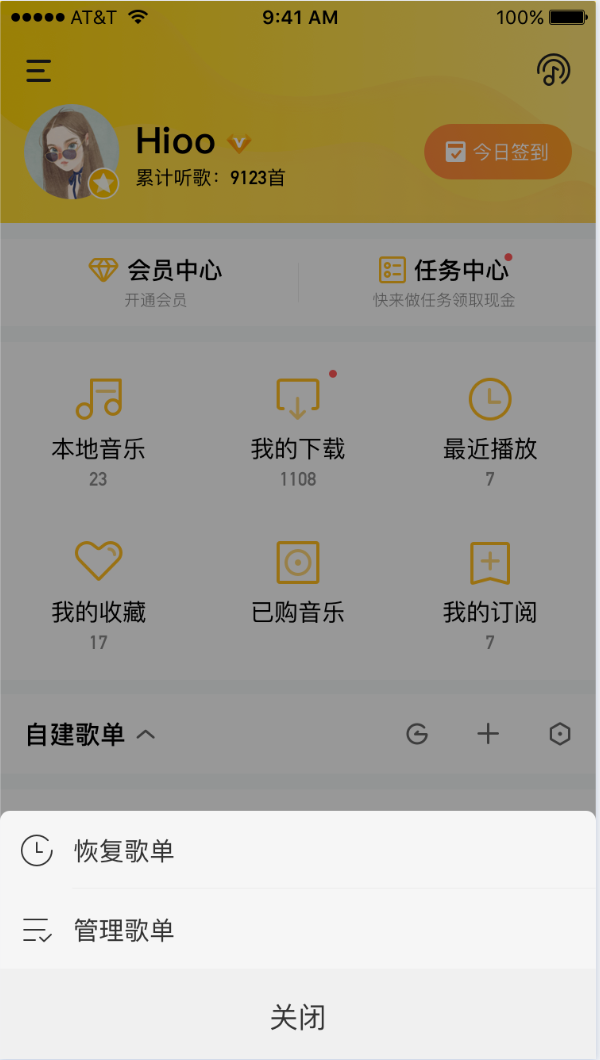 AT&T 9:41 AM 100%
Hioo
累计听歌：9123首
今日签到
会员中心
开通会员
任务中心
快来做任务领取现金
本地音乐 我的下载 最近播放
23 1108 7
我的收藏 已购音乐 我的订阅
17 7
自建歌单
恢复歌单
管理歌单
关闭